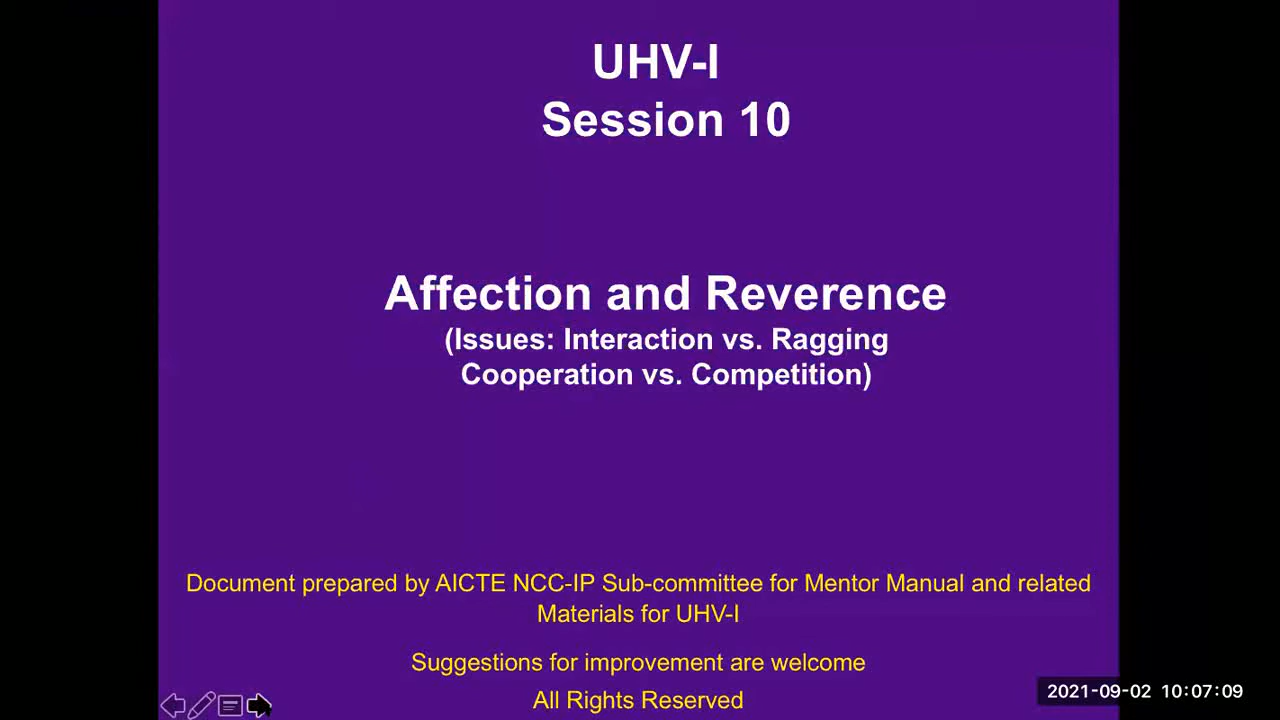 UHV-I
Session 10
Affection and Reverence
(Issues: Interaction vs. Ragging
Cooperation vs. Competition)
Document prepared by AICTE NCC-IP Sub-committee for Mentor Manual and related
Materials for UHV-I
Suggestions for improvement are welcome
All Rights Reserved
2021-09-02 10:07:09